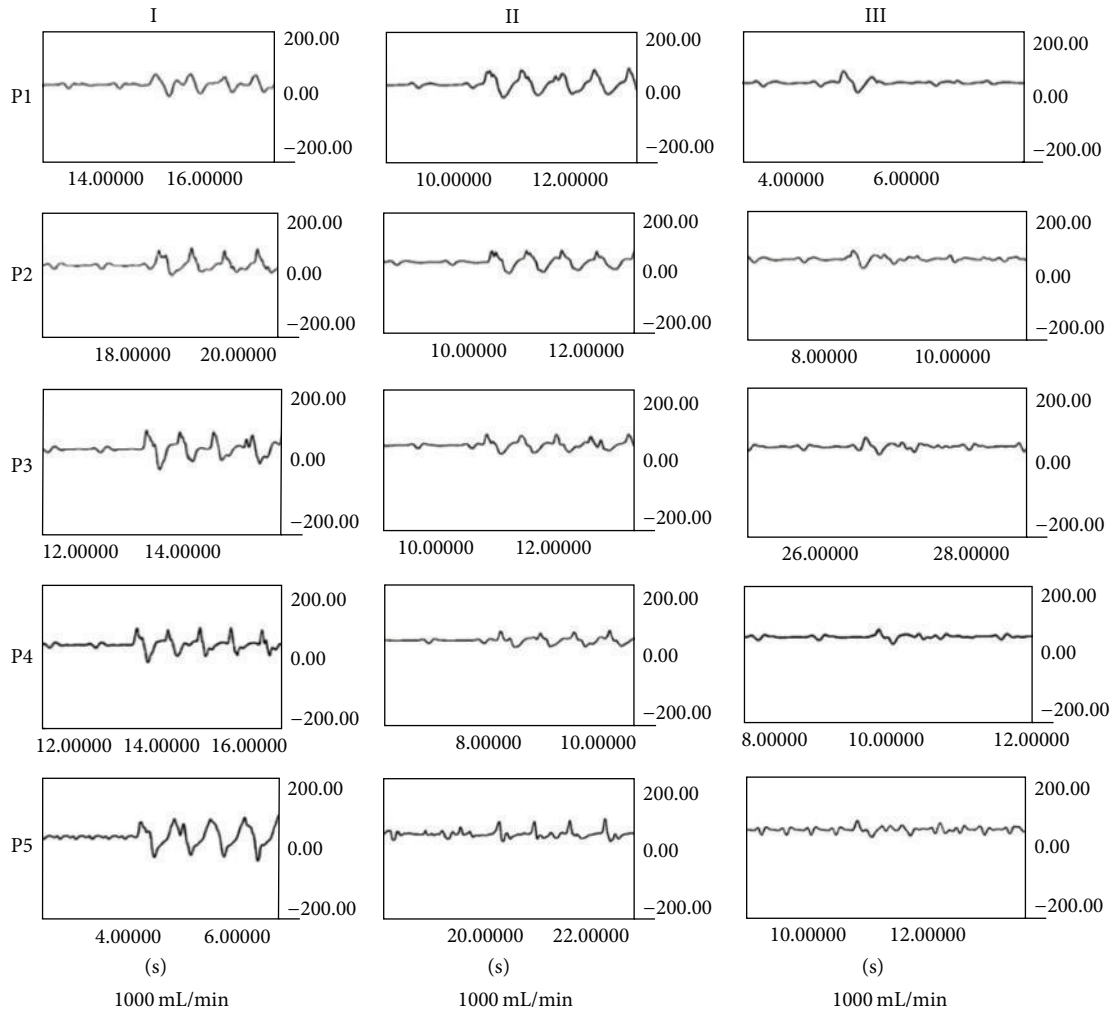 I II III
P1 200.00 0.00 −200.00 200.00 0.00 −200.00 200.00 0.00 −200.00
14.00000 16.00000 10.00000 12.00000 4.00000 6.00000
P2 200.00 0.00 −200.00 200.00 0.00 −200.00 200.00 0.00 −200.00
18.00000 20.00000 10.00000 12.00000 8.00000 10.00000
P3 200.00 0.00 −200.00 200.00 0.00 −200.00 200.00 0.00 −200.00
12.00000 14.00000 10.00000 12.00000 26.00000 28.00000
P4 200.00 0.00 −200.00 200.00 0.00 −200.00 200.00 0.00 −200.00
12.00000 14.00000 16.00000 8.00000 10.00000 8.00000 10.00000 12.00000
P5 200.00 0.00 −200.00 200.00 0.00 −200.00 200.00 0.00 −200.00
4.00000 6.00000 20.00000 22.00000 10.00000 12.00000
(s) (s) (s)
1000 mL/min 1000 mL/min 1000 mL/min